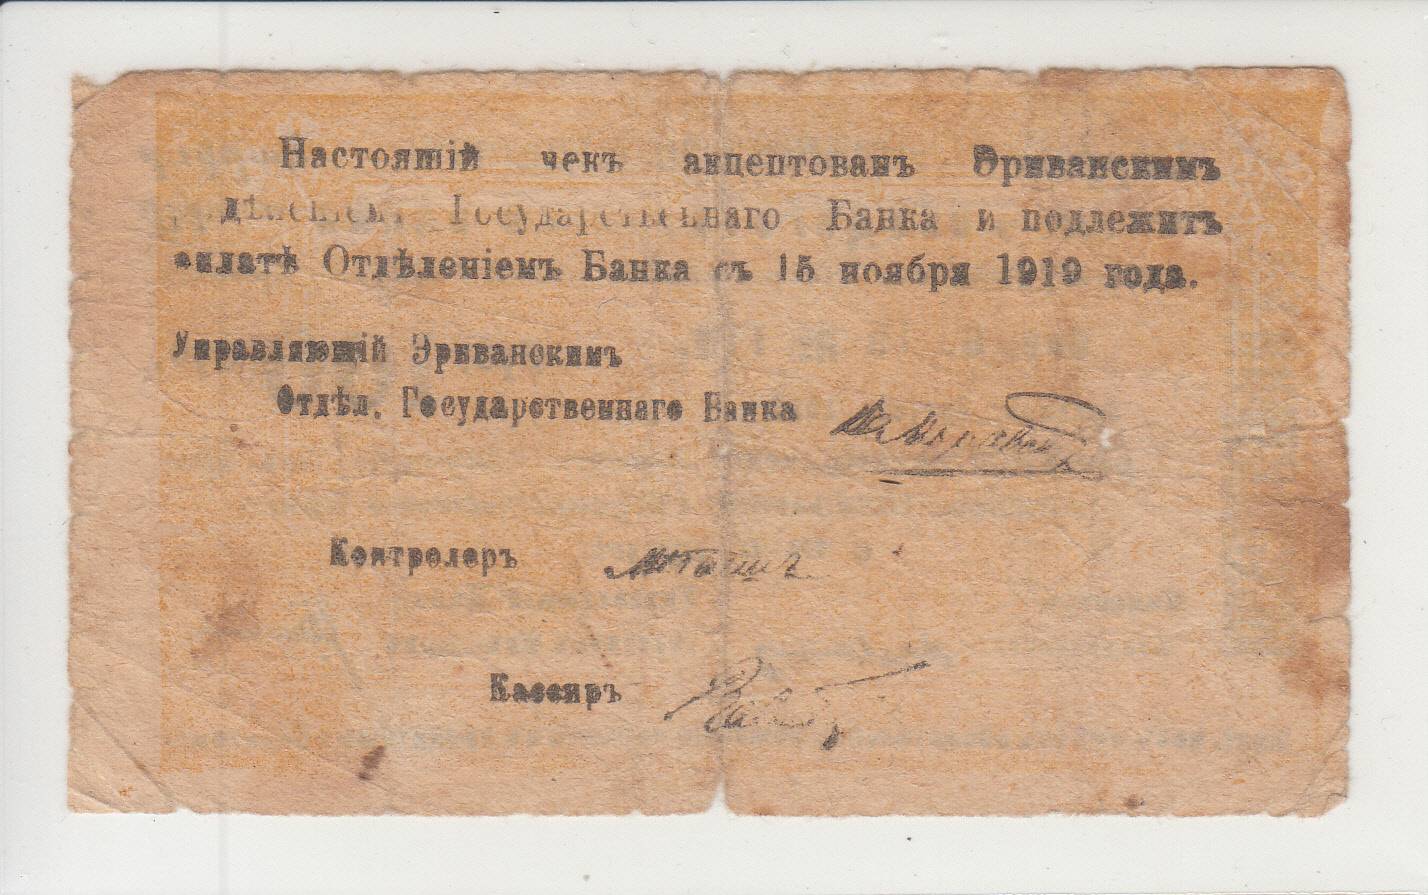 Настоящій чекъ акцептованъ Эриванскимъ
Государственнаго Банка и подлежитъ
Отдѣленіемъ Банка съ 15 ноября 1919 года.
Управляющій Эриванскимъ
Отдѣл. Государственнаго Банка
Контролеръ
Кассиръ